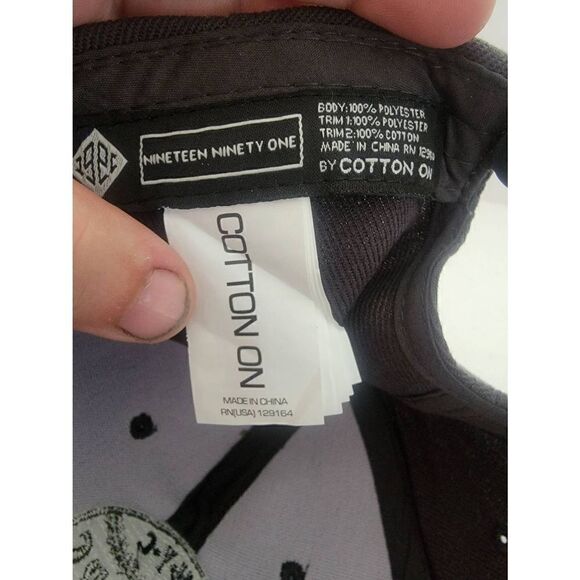 NINETEEN NINETY ONE
BODY: 100% POLYESTER
TRIM 1: 100% POLYESTER
TRIM 2: 100% COTTON
MADE IN CHINA RN
BY COTTON ON
COTTON ON
MADE IN CHINA
RN(USA) 129164